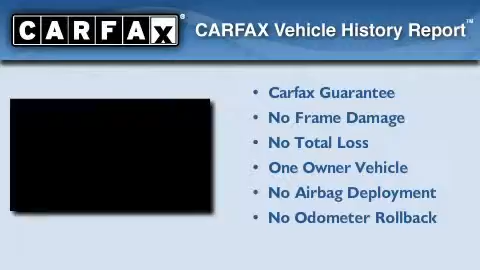 CARFAX® CARFAX Vehicle History Report™
• Carfax Guarantee
• No Frame Damage
• No Total Loss
• One Owner Vehicle
• No Airbag Deployment
• No Odometer Rollback